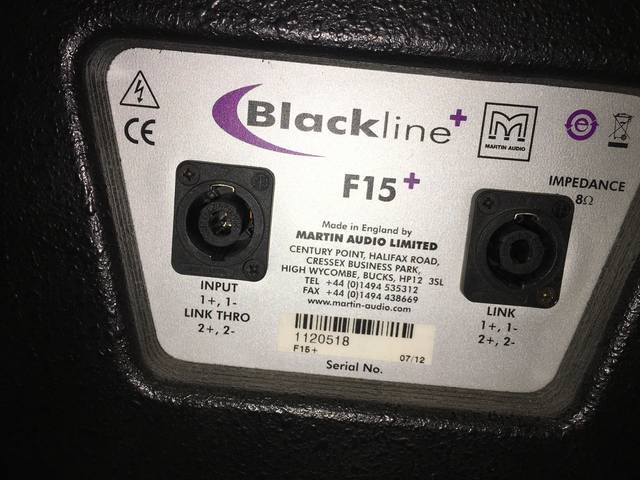 Blackline+
MARTIN AUDIO
CE
F15+
IMPEDANCE
8Ω
Made in England by
MARTIN AUDIO LIMITED
CENTURY POINT, HALIFAX ROAD,
CRESSEX BUSINESS PARK,
HIGH WYCOMBE, BUCKS, HP12 3SL
TEL +44 (0)1494 535312
FAX +44 (0)1494 438669
www.martin-audio.com
INPUT
1+, 1-
LINK THRO
2+, 2-
LINK
1+, 1-
2+, 2-
1120518
F15+ 07/12
Serial No.